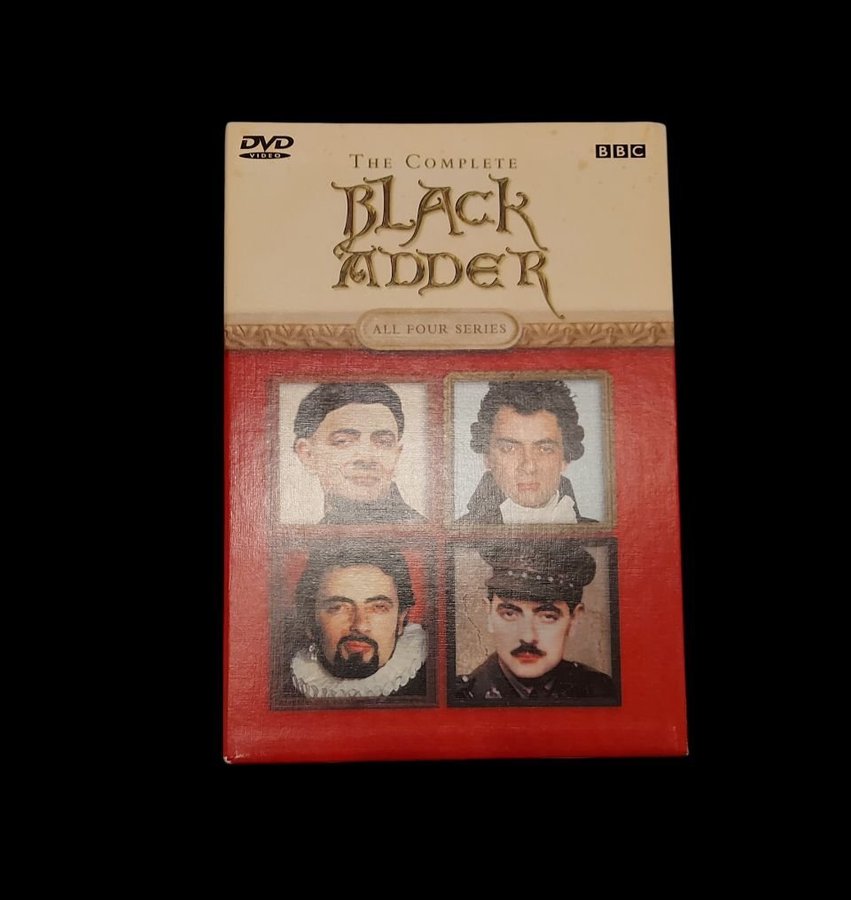 DVD
VIDEO
BBC
THE COMPLETE
BLACK
ADDER
ALL FOUR SERIES